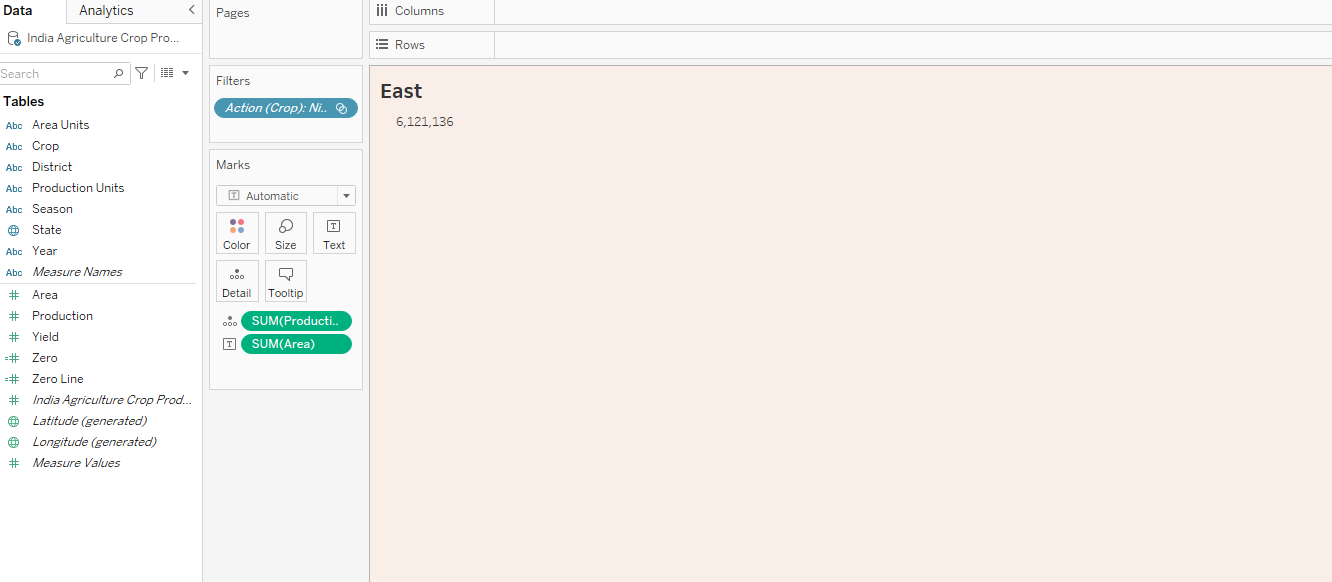 Data
Analytics
India Agriculture Crop Pro...
Search
Tables
Abc Area Units
Abc Crop
Abc District
Abc Production Units
Abc Season
State
Abc Year
Abc Measure Names
Area
Production
Yield
Zero
Zero Line
India Agriculture Crop Prod...
Latitude (generated)
Longitude (generated)
Measure Values
Pages
Filters
Action (Crop): Ni..
Marks
Automatic
Color Size Text
Detail Tooltip
SUM(Producti..
SUM(Area)
Columns
Rows
East
6,121,136